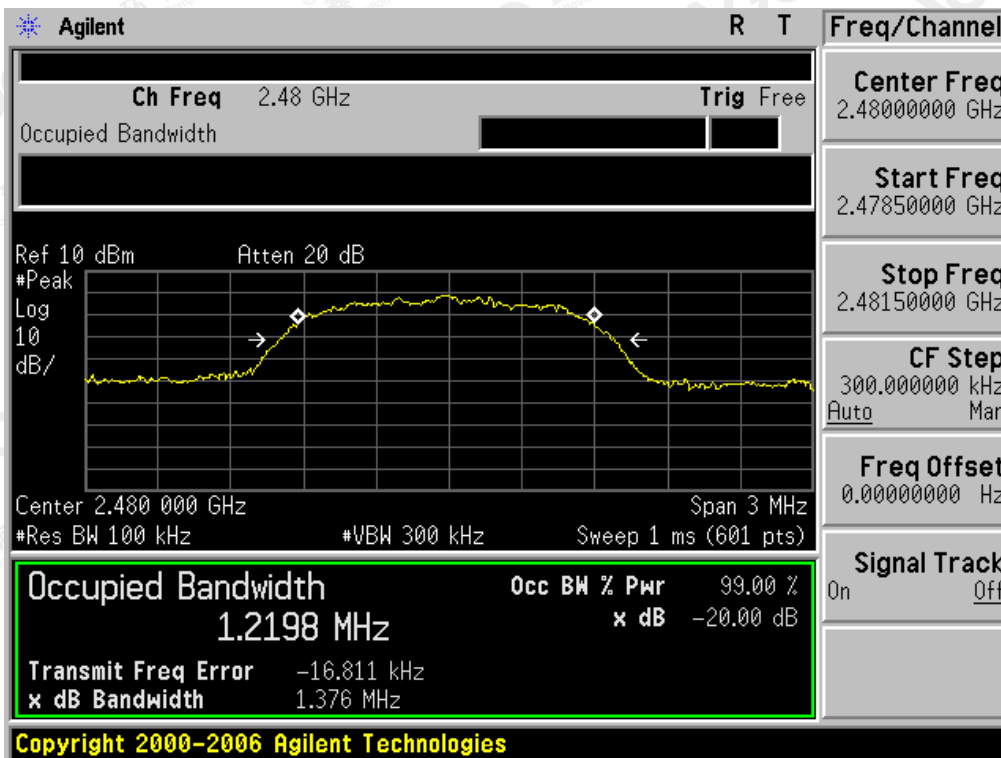 Agilent R T
Ch Freq 2.48 GHz Trig Free
Occupied Bandwidth
Ref 10 dBm Atten 20 dB
#Peak
Log
10
dB/
Center 2.480 000 GHz Span 3 MHz
#Res BW 100 kHz #VBW 300 kHz Sweep 1 ms (601 pts)
Occupied Bandwidth Occ BW % Pwr 99.00 %
1.2198 MHz x dB -20.00 dB
Transmit Freq Error -16.811 kHz
x dB Bandwidth 1.376 MHz
Copyright 2000-2006 Agilent Technologies
Freq/Channel
Center Freq
2.48000000 GHz
Start Freq
2.47850000 GHz
Stop Freq
2.48150000 GHz
CF Step
300.000000 kHz
Auto Man
Freq Offset
0.00000000 Hz
Signal Track
On Off